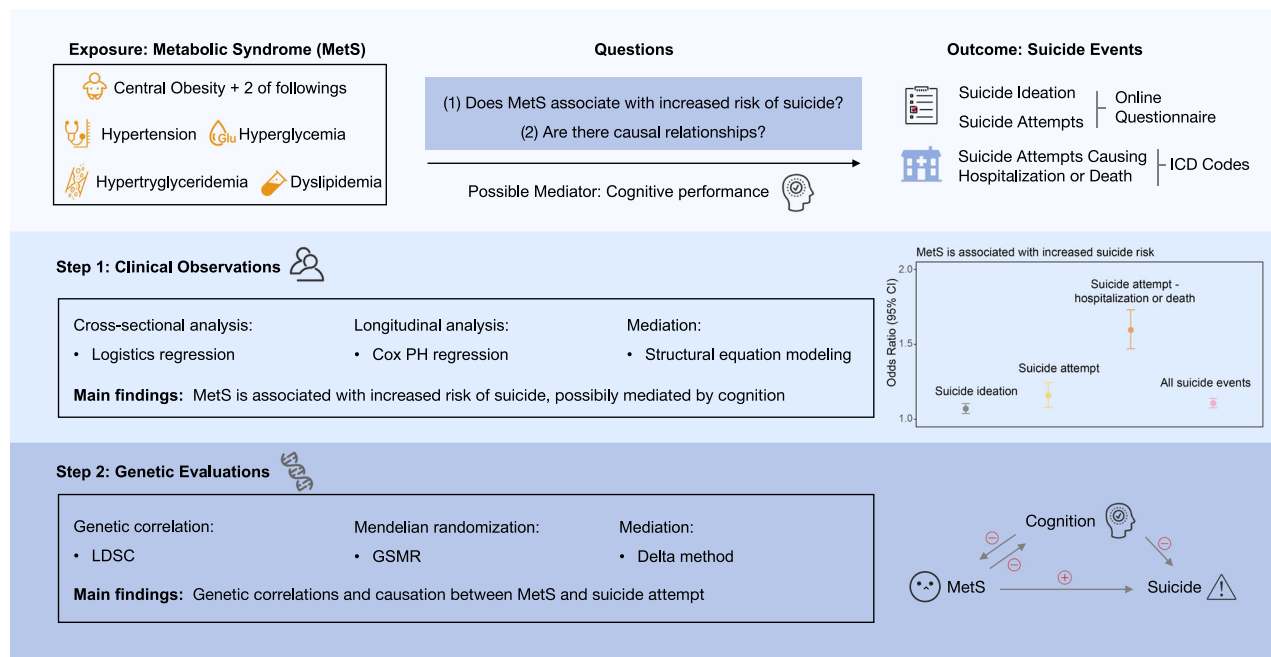 Exposure: Metabolic Syndrome (MetS)
Central Obesity + 2 of followings
Hypertension
Glu
Hyperglycemia
Hypertryglyceridemia
Dyslipidemia
Questions
(1) Does MetS associate with increased risk of suicide?
(2) Are there causal relationships?
Possible Mediator: Cognitive performance
Outcome: Suicide Events
Suicide Ideation
Suicide Attempts
Online
Questionnaire
Suicide Attempts Causing
Hospitalization or Death
ICD Codes
Step 1: Clinical Observations
Cross-sectional analysis:
• Logistics regression
Longitudinal analysis:
• Cox PH regression
Mediation:
• Structural equation modeling
Main findings: MetS is associated with increased risk of suicide, possibily mediated by cognition
MetS is associated with increased suicide risk
Odds Ratio (95% CI)
2.0
1.5
1.0
Suicide ideation
Suicide attempt
Suicide attempt -
hospitalization or death
All suicide events
Step 2: Genetic Evaluations
Genetic correlation:
• LDSC
Mendelian randomization:
• GSMR
Mediation:
• Delta method
Main findings: Genetic correlations and causation between MetS and suicide attempt
Cognition
−
−
−
MetS
+
Suicide